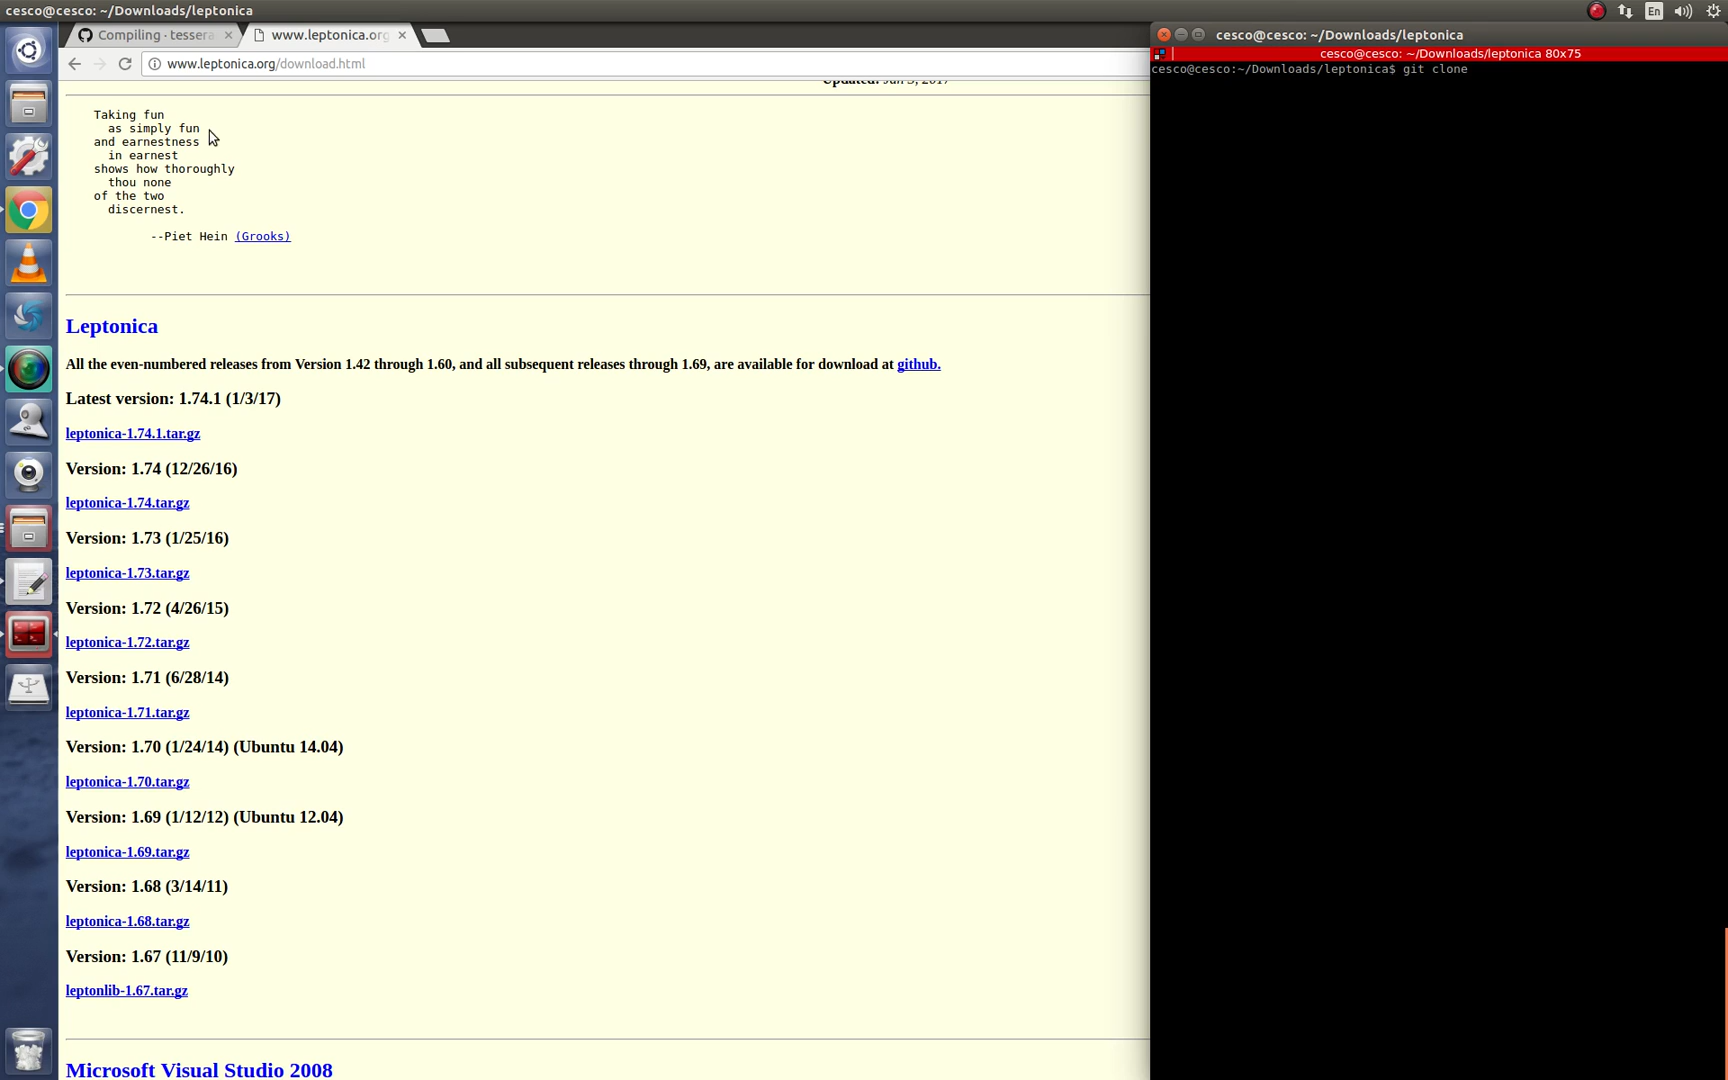 cesco@cesco: ~/Downloads/leptonica
En
Compiling · tessera
www.leptonica.org
cesco@cesco: ~/Downloads/leptonica
www.leptonica.org/download.html
cesco@cesco: ~/Downloads/leptonica 80x75
cesco@cesco:~/Downloads/leptonica$ git clone
Updated: Jan 3, 2017
Taking fun
as simply fun
and earnestness
in earnest
shows how thoroughly
thou none
of the two
discernest.
--Piet Hein (Grooks)
Leptonica
All the even-numbered releases from Version 1.42 through 1.60, and all subsequent releases through 1.69, are available for download at github.
Latest version: 1.74.1 (1/3/17)
leptonica-1.74.1.tar.gz
Version: 1.74 (12/26/16)
leptonica-1.74.tar.gz
Version: 1.73 (1/25/16)
leptonica-1.73.tar.gz
Version: 1.72 (4/26/15)
leptonica-1.72.tar.gz
Version: 1.71 (6/28/14)
leptonica-1.71.tar.gz
Version: 1.70 (1/24/14) (Ubuntu 14.04)
leptonica-1.70.tar.gz
Version: 1.69 (1/12/12) (Ubuntu 12.04)
leptonica-1.69.tar.gz
Version: 1.68 (3/14/11)
leptonica-1.68.tar.gz
Version: 1.67 (11/9/10)
leptonlib-1.67.tar.gz
Microsoft Visual Studio 2008